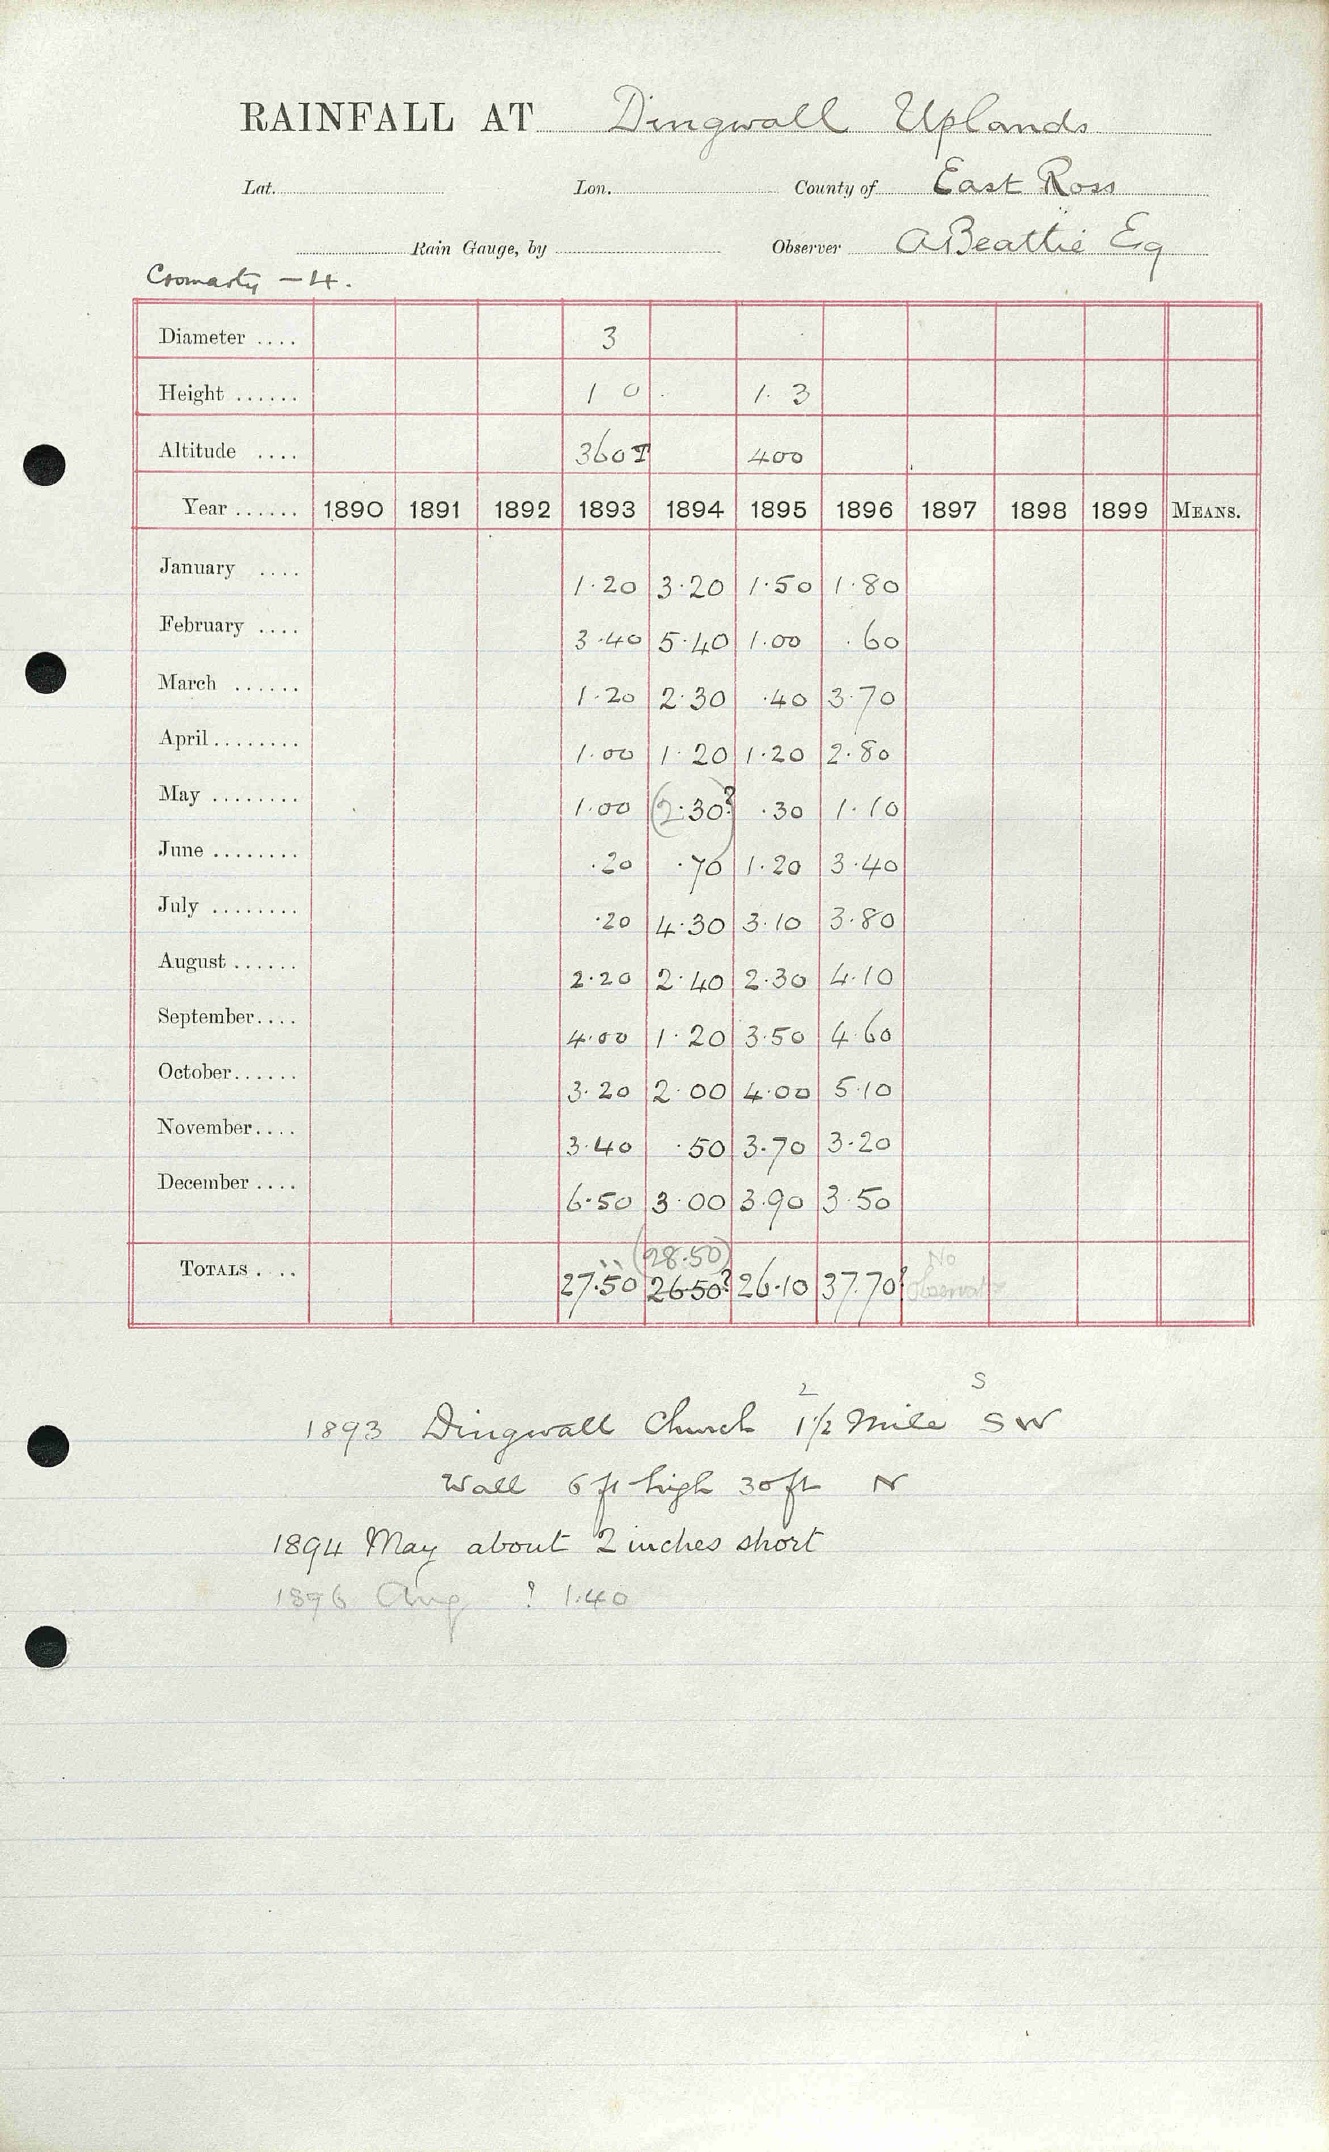 RAINFALL AT Dingwall Uplands
Lat. Lon. County of East Ross
Rain Gauge, by Observer A Beattie Eq
Cromarty - 4.
Diameter .... 3
Height ...... 1 0 1. 3
Altitude .... 360 T 400
Year ...... 1890 1891 1892 1893 1894 1895 1896 1897 1898 1899 MEANS.
January .... 1.20 3.20 1.50 1.80
February .... 3.40 5.40 1.00 .60
March ...... 1.20 2.30 .40 3.70
April ........ 1.00 1.20 1.20 2.80
May ........ 1.00 (2.30?) .30 1.10
June ........ .20 .70 1.20 3.40
July ........ .20 4.30 3.10 3.80
August ...... 2.20 2.40 2.30 4.10
September.... 4.00 1.20 3.50 4.60
October...... 3.20 2.00 4.00 5.10
November.... 3.40 .50 3.70 3.20
December .... 6.50 3.00 3.90 3.50
(28.50) No
TOTALS .... 27.50 26.50? 26.10 37.70? Observat
2 S
1893 Dingwall Church 1 1/2 Mile S W
Wall 6 ft high 30 ft N
1894 May about 2 inches short
1896 Aug ? 1.40